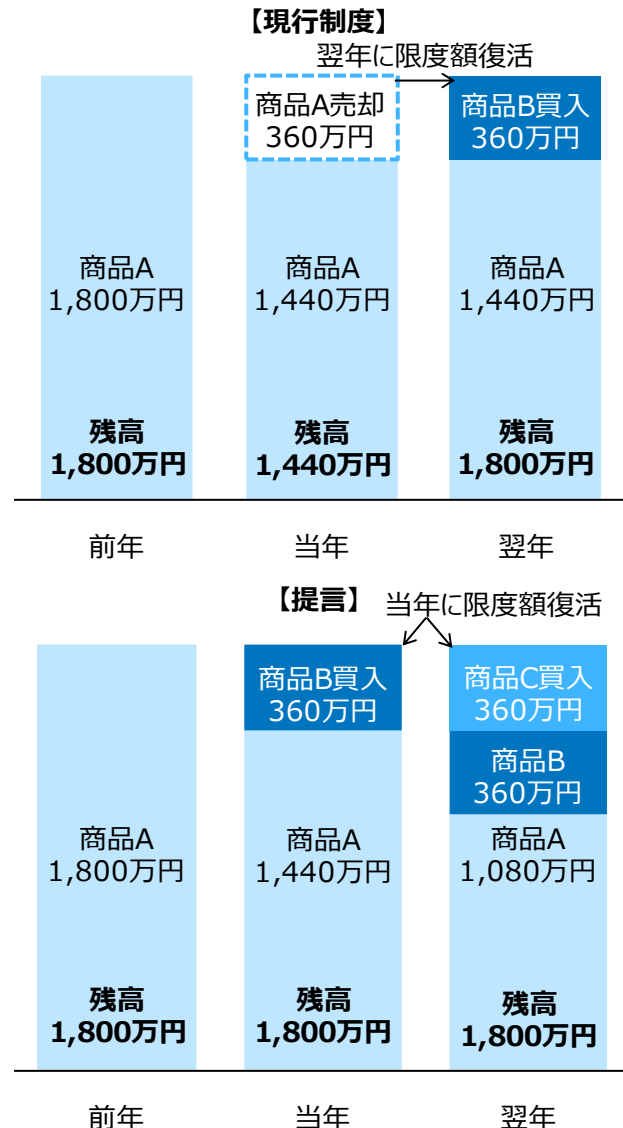 【現行制度】
翌年に限度額復活
商品A売却
360万円
商品B買入
360万円
商品A
1,800万円
商品A
1,440万円
商品A
1,440万円
残高
1,800万円
残高
1,440万円
残高
1,800万円
前年
当年
翌年
【提言】
当年に限度額復活
商品B買入
360万円
商品C買入
360万円
商品B
360万円
商品A
1,800万円
商品A
1,440万円
商品A
1,080万円
残高
1,800万円
残高
1,800万円
残高
1,800万円
前年
当年
翌年